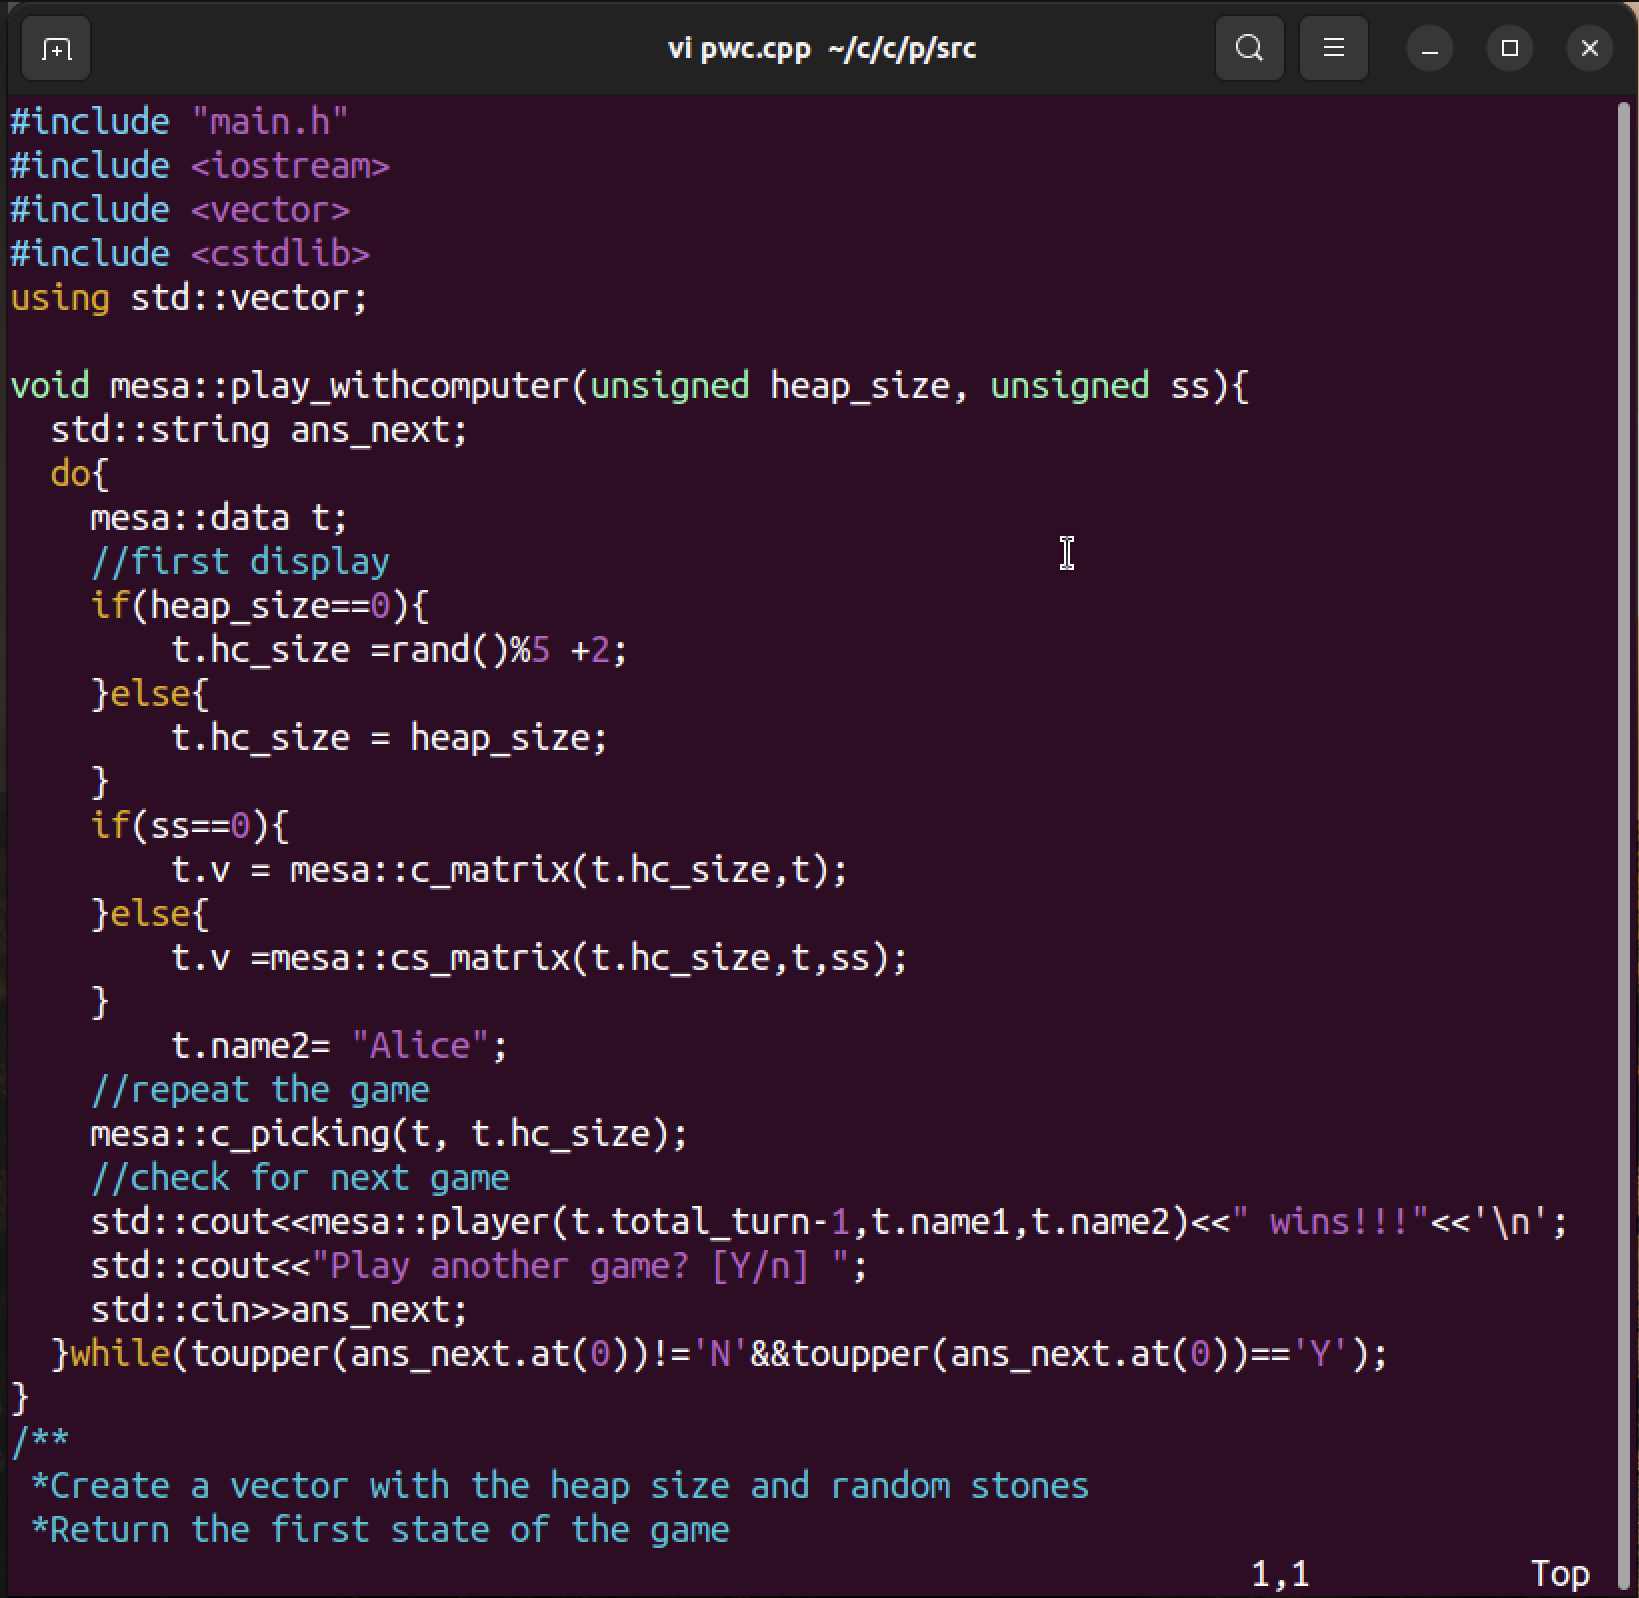 vi pwc.cpp ~/c/c/p/src
#include "main.h"
#include <iostream>
#include <vector>
#include <cstdlib>
using std::vector;

void mesa::play_withcomputer(unsigned heap_size, unsigned ss){
  std::string ans_next;
  do{
    mesa::data t;
    //first display
    if(heap_size==0){
        t.hc_size =rand()%5 +2;
    }else{
        t.hc_size = heap_size;
    }
    if(ss==0){
        t.v = mesa::c_matrix(t.hc_size,t);
    }else{
        t.v =mesa::cs_matrix(t.hc_size,t,ss);
    }
        t.name2= "Alice";
    //repeat the game
    mesa::c_picking(t, t.hc_size);
    //check for next game
    std::cout<<mesa::player(t.total_turn-1,t.name1,t.name2)<<" wins!!!"<<'\n';
    std::cout<<"Play another game? [Y/n] ";
    std::cin>>ans_next;
  }while(toupper(ans_next.at(0))!='N'&&toupper(ans_next.at(0))=='Y');
}
/**
 *Create a vector with the heap size and random stones
 *Return the first state of the game
1,1 Top